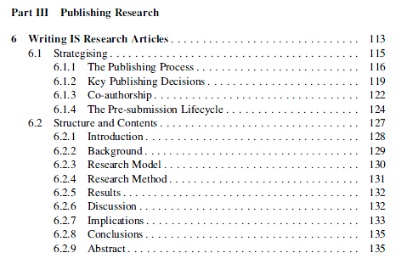 Part III Publishing Research
6 Writing IS Research Articles . . . . . . . . . . . . . . . . . . . . . . . . . . . . . 113
6.1 Strategising . . . . . . . . . . . . . . . . . . . . . . . . . . . . . . . . . . . . . . 115
6.1.1 The Publishing Process . . . . . . . . . . . . . . . . . . . . . . . . 116
6.1.2 Key Publishing Decisions . . . . . . . . . . . . . . . . . . . . . . 119
6.1.3 Co-authorship . . . . . . . . . . . . . . . . . . . . . . . . . . . . . . . 122
6.1.4 The Pre-submission Lifecycle . . . . . . . . . . . . . . . . . . . 124
6.2 Structure and Contents . . . . . . . . . . . . . . . . . . . . . . . . . . . . . 127
6.2.1 Introduction . . . . . . . . . . . . . . . . . . . . . . . . . . . . . . . . 128
6.2.2 Background . . . . . . . . . . . . . . . . . . . . . . . . . . . . . . . . 129
6.2.3 Research Model . . . . . . . . . . . . . . . . . . . . . . . . . . . . . 130
6.2.4 Research Method . . . . . . . . . . . . . . . . . . . . . . . . . . . . 131
6.2.5 Results . . . . . . . . . . . . . . . . . . . . . . . . . . . . . . . . . . . . 132
6.2.6 Discussion . . . . . . . . . . . . . . . . . . . . . . . . . . . . . . . . . 132
6.2.7 Implications . . . . . . . . . . . . . . . . . . . . . . . . . . . . . . . . 133
6.2.8 Conclusions . . . . . . . . . . . . . . . . . . . . . . . . . . . . . . . . 135
6.2.9 Abstract . . . . . . . . . . . . . . . . . . . . . . . . . . . . . . . . . . . 135